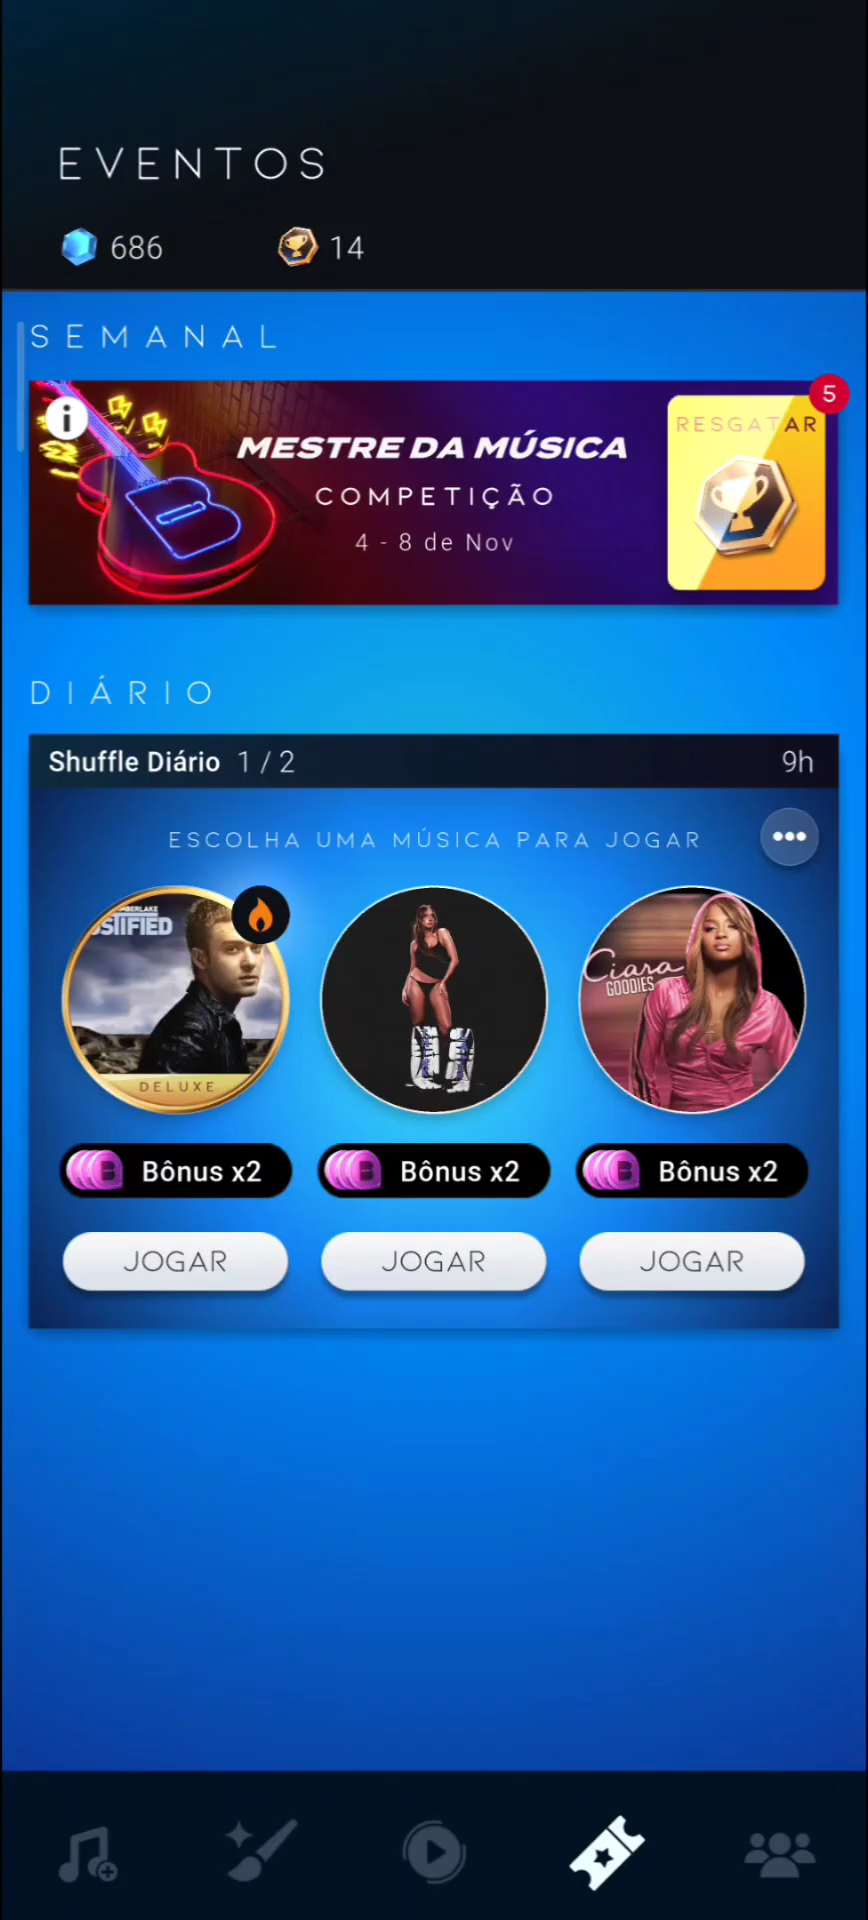 EVENTOS
686 14
SEMANAL
5
RESGATAR
MESTRE DA MÚSICA
COMPETIÇÃO
4 - 8 de Nov
DIÁRIO
Shuffle Diário 1 / 2 9h
ESCOLHA UMA MÚSICA PARA JOGAR
DELUXE
Ciara
GOODIES
Bônus x2 Bônus x2 Bônus x2
JOGAR JOGAR JOGAR